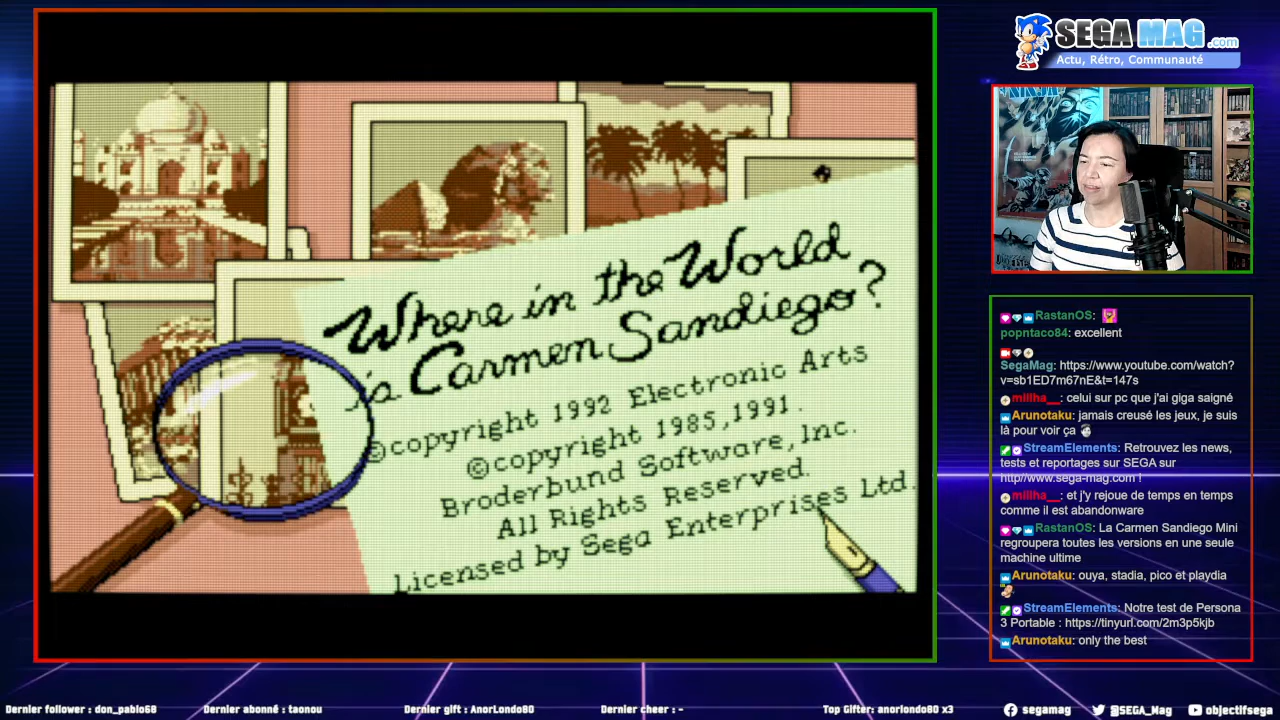 SEGA MAG.com
Actu, Rétro, Communauté
Where in the World
is Carmen Sandiego?
©copyright 1992 Electronic Arts
©copyright 1985,1991.
Broderbund Software, Inc.
All Rights Reserved.
Licensed by Sega Enterprises Ltd.
RastanOS:
popntaco84: excellent
SegaMag: https://www.youtube.com/watch?
v=sb1ED7m67nE&t=147s
miilha__: celui sur pc que j'ai giga saigné
Arunotaku: jamais creusé les jeux, je suis
là pour voir ça
StreamElements: Retrouvez les news,
tests et reportages sur SEGA sur
http//www.sega-mag.com !
miilha__: et j'y rejoue de temps en temps
comme il est abandonware
RastanOS: La Carmen Sandiego Mini
regroupera toutes les versions en une seule
machine ultime
Arunotaku: ouya, stadia, pico et playdia
StreamElements: Notre test de Persona
3 Portable : https://tinyurl.com/2m3p5kjb
Arunotaku: only the best
Dernier follower : don_pablo68
Dernier abonné : taonou
Dernier gift : AnorLondo80
Dernier cheer : -
Top Gifter: anorlondo80 x3
segamag
@SEGA_Mag
objectifsega